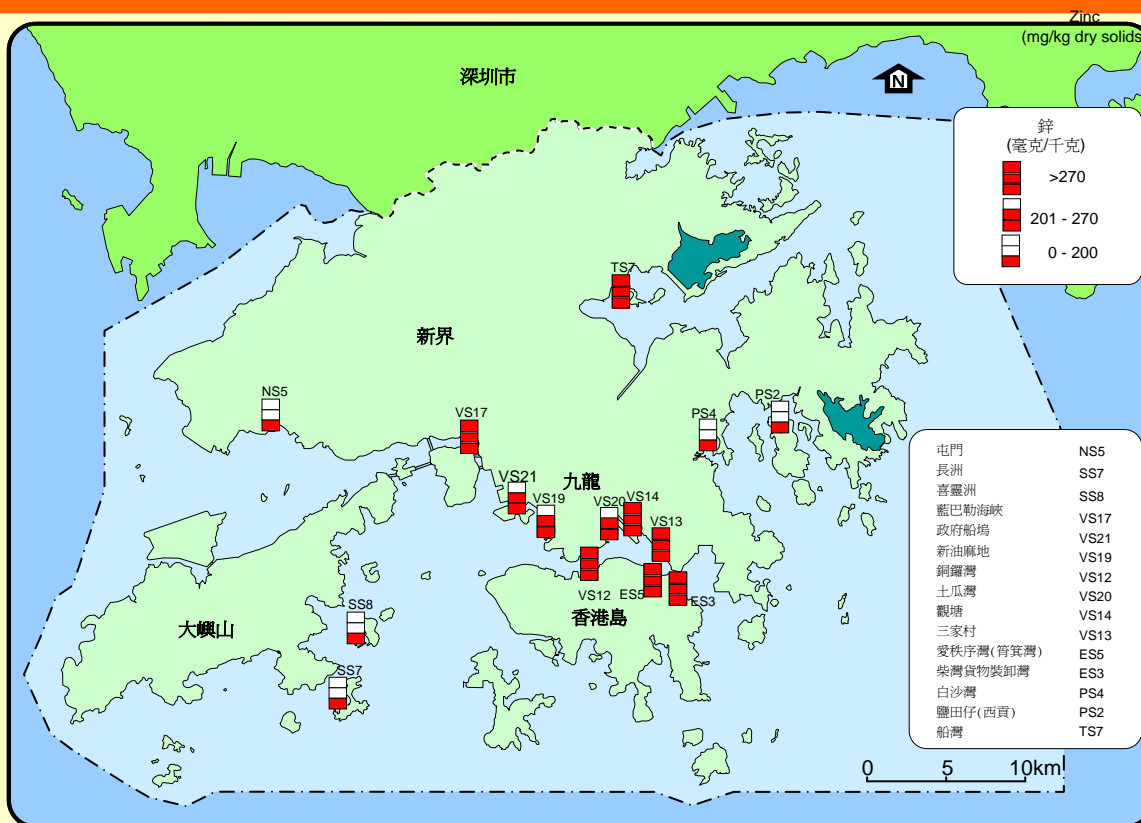 Zinc
(mg/kg dry solids
深圳市
N
鋅
(毫克/千克)
>270
201 - 270
0 - 200
TS7
新界
NS5
VS17
PS4
PS2
VS21
九龍
VS19
VS20
VS14
VS13
VS12
ES5
ES3
香港島
大嶼山
SS8
SS7
屯門 NS5
長洲 SS7
喜靈洲 SS8
藍巴勒海峽 VS17
政府船塢 VS21
新油麻地 VS19
銅鑼灣 VS12
土瓜灣 VS20
觀塘 VS14
三家村 VS13
愛秩序灣(筲箕灣) ES5
柴灣貨物裝卸灣 ES3
白沙灣 PS4
鹽田仔(西貢) PS2
船灣 TS7
0 5 10km